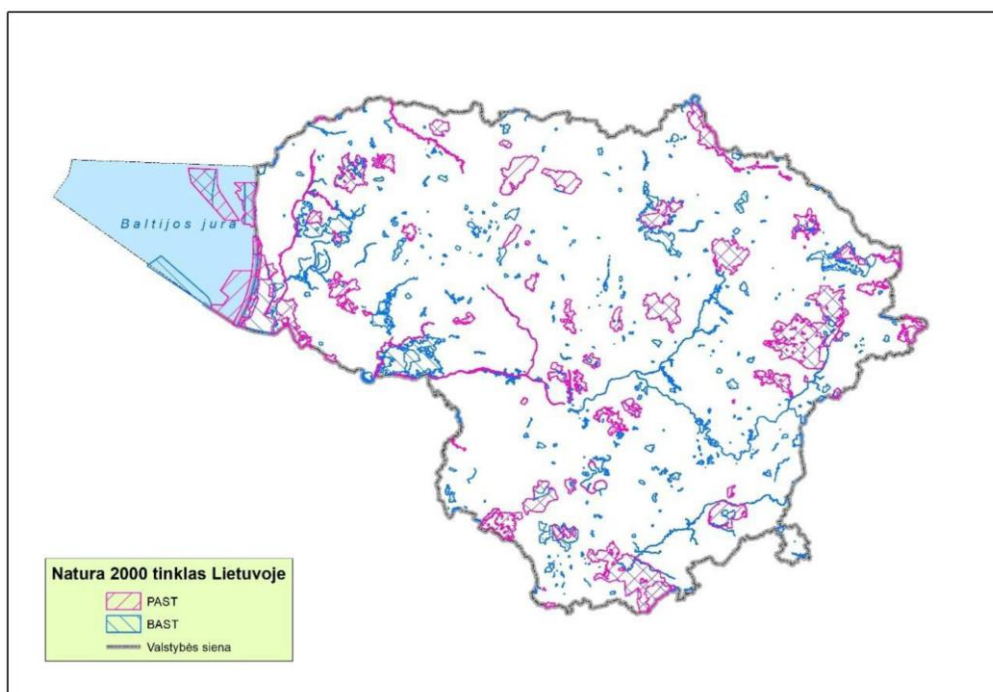 Baltijos jura
Natura 2000 tinklas Lietuvoje
PAST
BAST
Valstybės siena